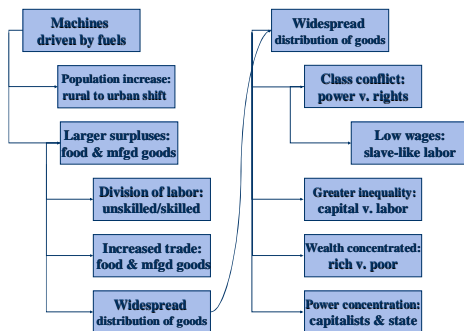 Machines
driven by fuels
Population increase:
rural to urban shift
Larger surpluses:
food & mfgd goods
Division of labor:
unskilled/skilled
Increased trade:
food & mfgd goods
Widespread
distribution of goods
Widespread
distribution of goods
Class conflict:
power v. rights
Low wages:
slave-like labor
Greater inequality:
capital v. labor
Wealth concentrated:
rich v. poor
Power concentration:
capitalists & state